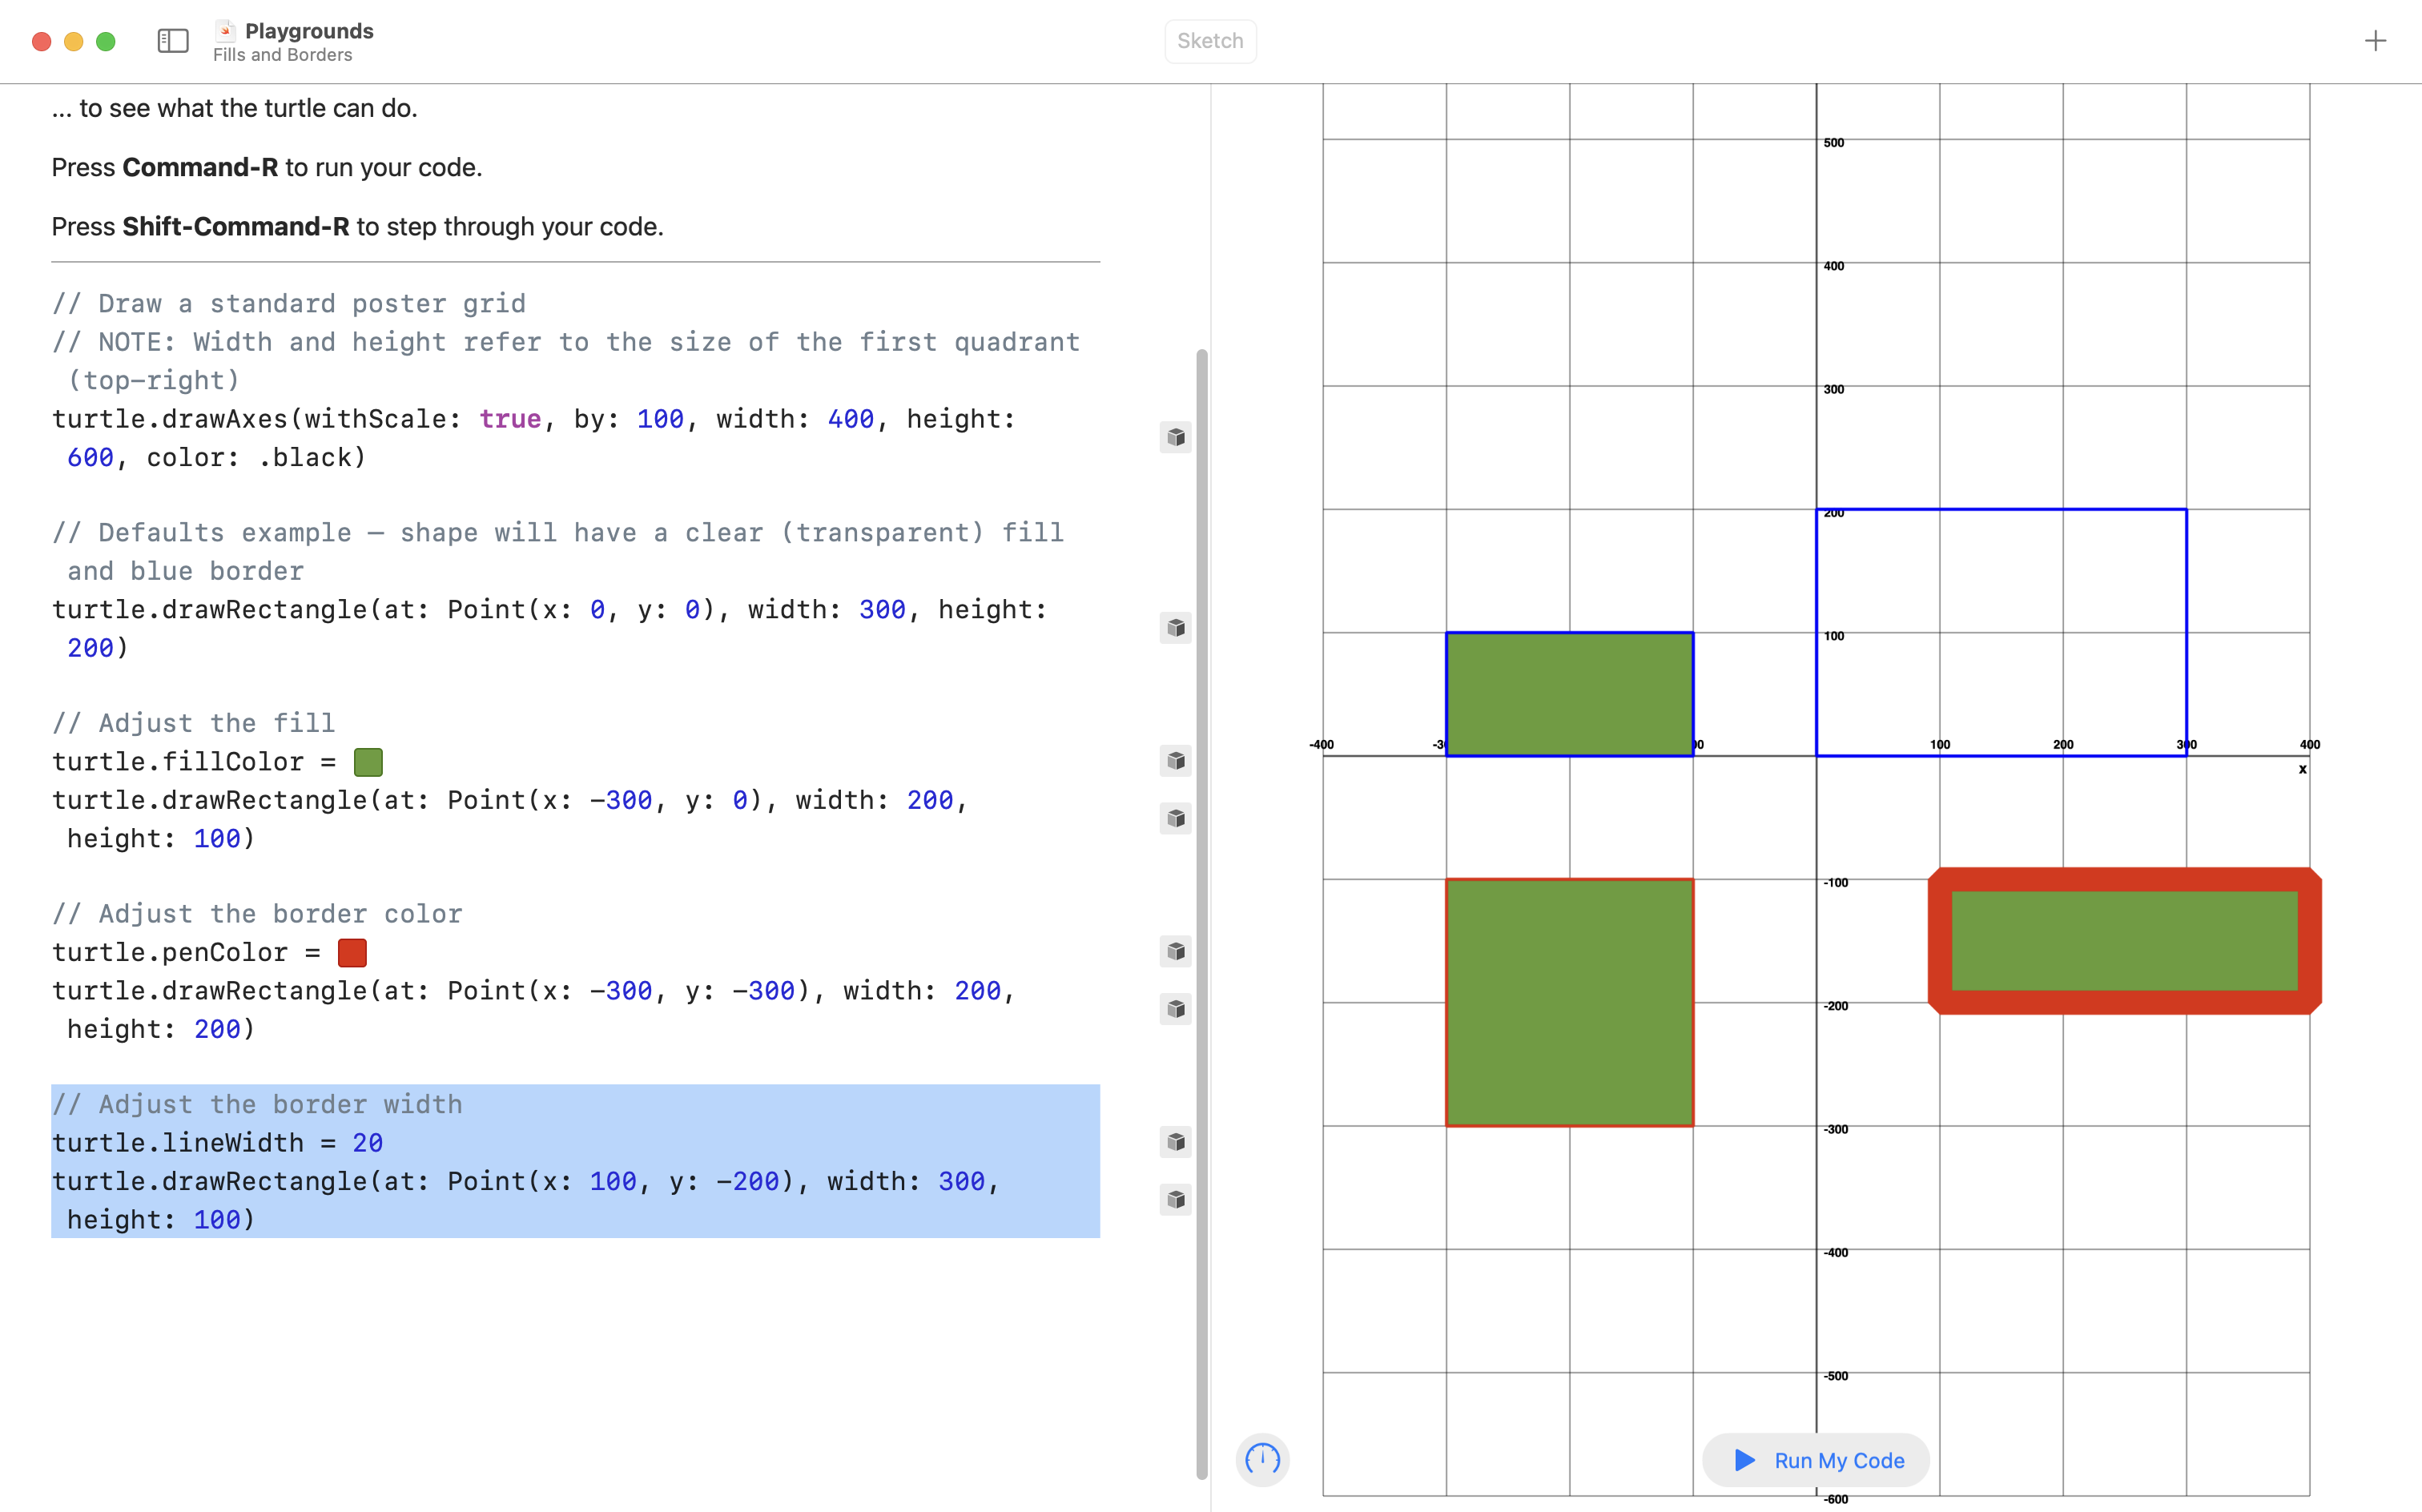 Playgrounds
Fills and Borders
Sketch
... to see what the turtle can do.
Press Command-R to run your code.
Press Shift-Command-R to step through your code.
// Draw a standard poster grid
// NOTE: Width and height refer to the size of the first quadrant
(top-right)
turtle.drawAxes(withScale: true, by: 100, width: 400, height:
600, color: .black)
// Defaults example – shape will have a clear (transparent) fill
and blue border
turtle.drawRectangle(at: Point(x: 0, y: 0), width: 300, height:
200)
// Adjust the fill
turtle.fillColor =
turtle.drawRectangle(at: Point(x: -300, y: 0), width: 200,
height: 100)
// Adjust the border color
turtle.penColor =
turtle.drawRectangle(at: Point(x: -300, y: -300), width: 200,
height: 200)
// Adjust the border width
turtle.lineWidth = 20
turtle.drawRectangle(at: Point(x: 100, y: -200), width: 300,
height: 100)
500
400
300
200
100
-400 100 200 300 400
x
-100
-200
-300
-400
-500
-600
Run My Code